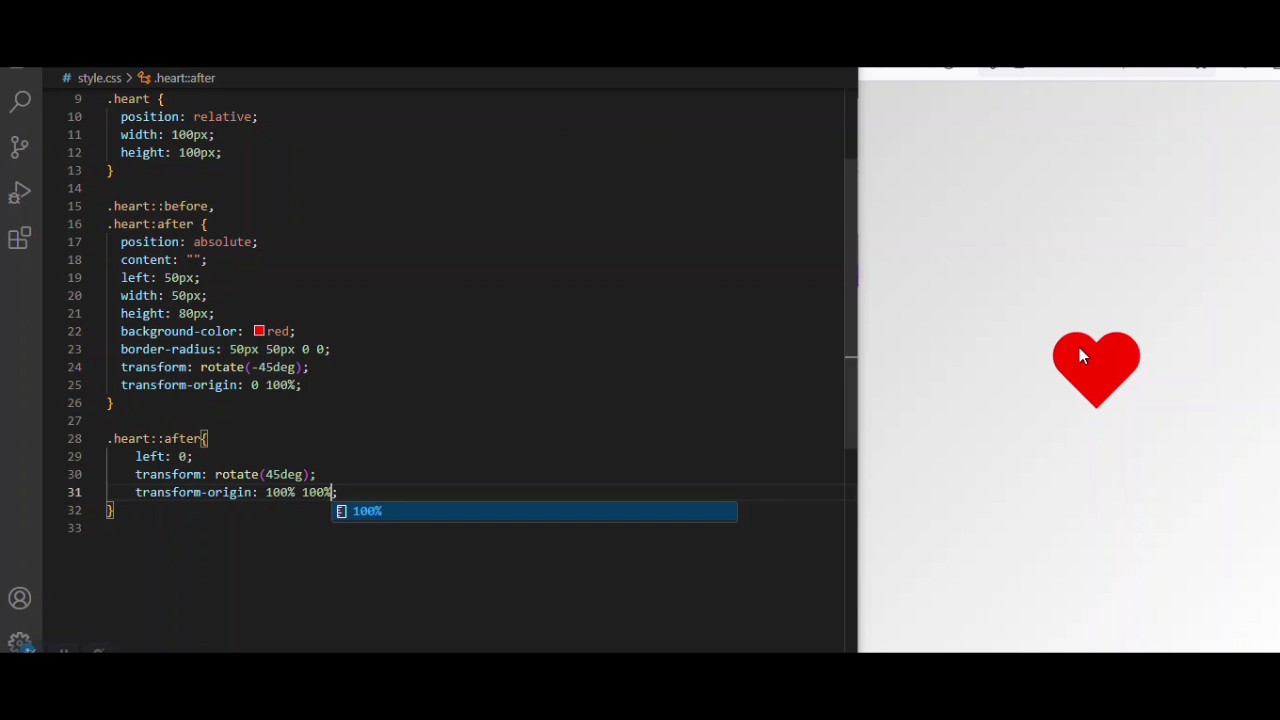 # style.css > .heart::after
9 .heart {
10 position: relative;
11 width: 100px;
12 height: 100px;
13 }
14
15 .heart::before,
16 .heart:after {
17 position: absolute;
18 content: "";
19 left: 50px;
20 width: 50px;
21 height: 80px;
22 background-color: red;
23 border-radius: 50px 50px 0 0;
24 transform: rotate(-45deg);
25 transform-origin: 0 100%;
26 }
27
28 .heart::after{
29 left: 0;
30 transform: rotate(45deg);
31 transform-origin: 100% 100%;
100%
32 }
33